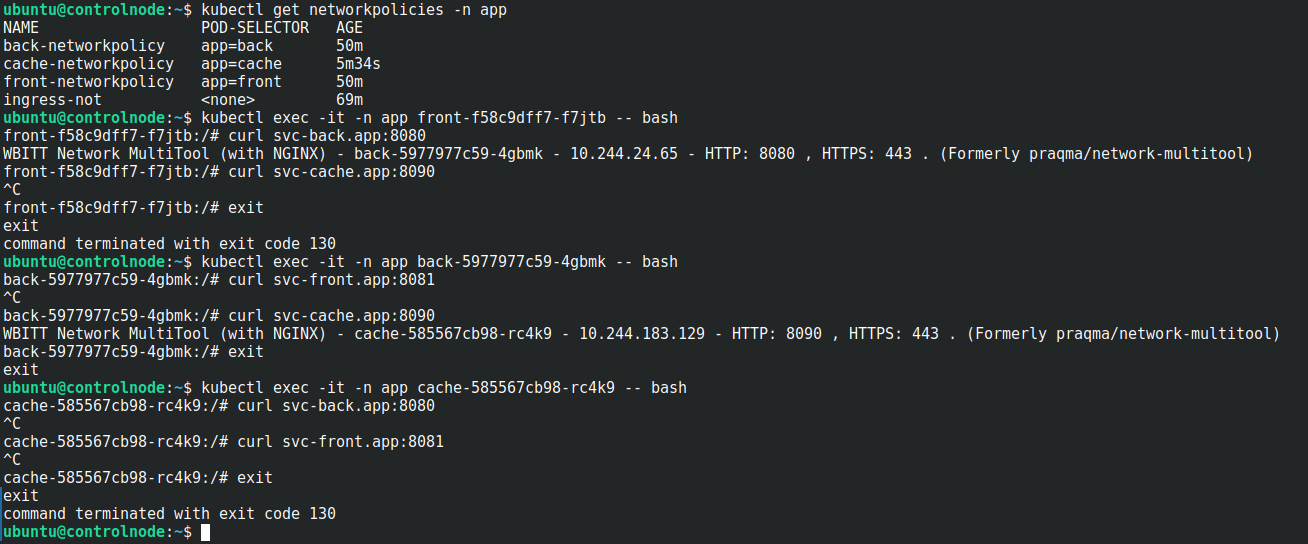 ubuntu@controlnode:~$ kubectl get networkpolicies -n app
NAME                  POD-SELECTOR   AGE
back-networkpolicy    app=back       50m
cache-networkpolicy   app=cache      5m34s
front-networkpolicy   app=front      50m
ingress-not           <none>         69m
ubuntu@controlnode:~$ kubectl exec -it -n app front-f58c9dff7-f7jtb -- bash
front-f58c9dff7-f7jtb:/# curl svc-back.app:8080
WBITT Network MultiTool (with NGINX) - back-5977977c59-4gbmk - 10.244.24.65 - HTTP: 8080 , HTTPS: 443 . (Formerly praqma/network-multitool)
front-f58c9dff7-f7jtb:/# curl svc-cache.app:8090
^C
front-f58c9dff7-f7jtb:/# exit
exit
command terminated with exit code 130
ubuntu@controlnode:~$ kubectl exec -it -n app back-5977977c59-4gbmk -- bash
back-5977977c59-4gbmk:/# curl svc-front.app:8081
^C
back-5977977c59-4gbmk:/# curl svc-cache.app:8090
WBITT Network MultiTool (with NGINX) - cache-585567cb98-rc4k9 - 10.244.183.129 - HTTP: 8090 , HTTPS: 443 . (Formerly praqma/network-multitool)
back-5977977c59-4gbmk:/# exit
exit
ubuntu@controlnode:~$ kubectl exec -it -n app cache-585567cb98-rc4k9 -- bash
cache-585567cb98-rc4k9:/# curl svc-back.app:8080
^C
cache-585567cb98-rc4k9:/# curl svc-front.app:8081
^C
cache-585567cb98-rc4k9:/# exit
exit
command terminated with exit code 130
ubuntu@controlnode:~$